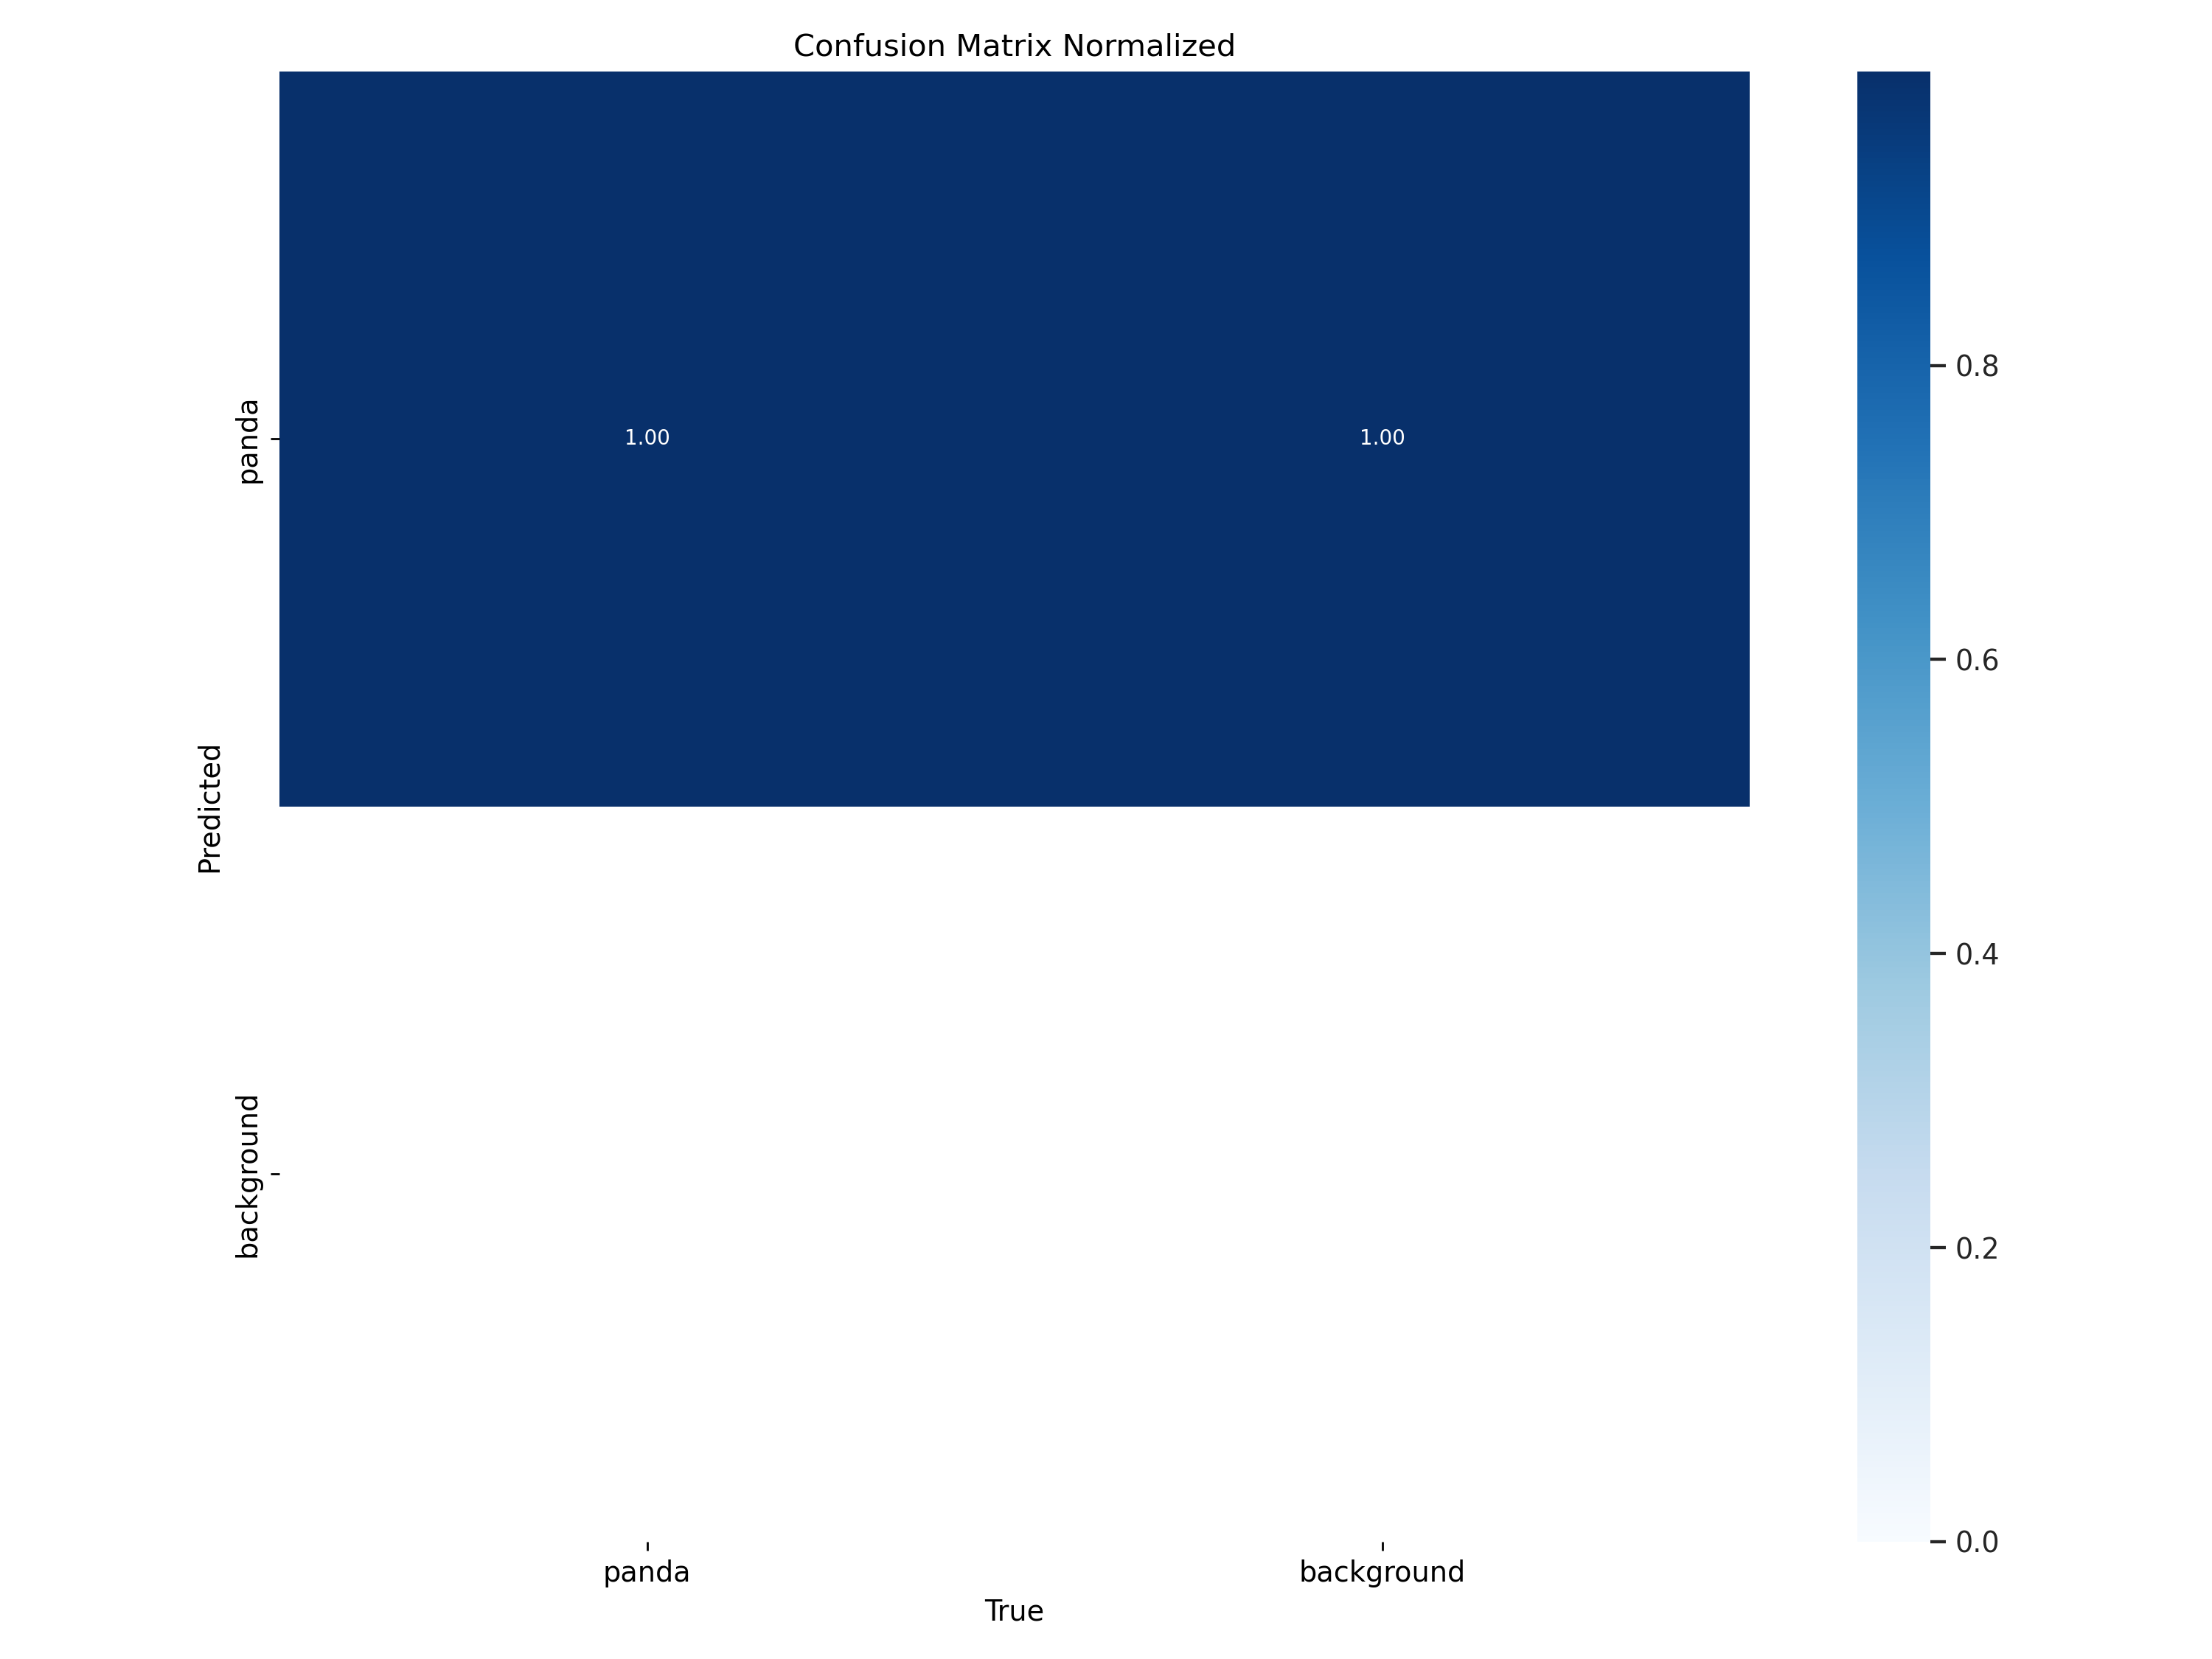 Confusion Matrix Normalized
panda
1.00
1.00
background
Predicted
panda
background
True
0.8
0.6
0.4
0.2
0.0